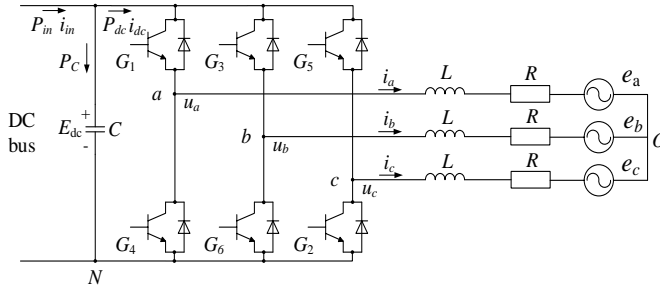 P_in i_in P_dc i_dc
P_C
G_1 G_3 G_5
i_a L R e_a
a u_a
DC bus
+ E_dc - C
b u_b
i_b L R e_b
O
i_c L R e_c
c u_c
G_4 G_6 G_2
N